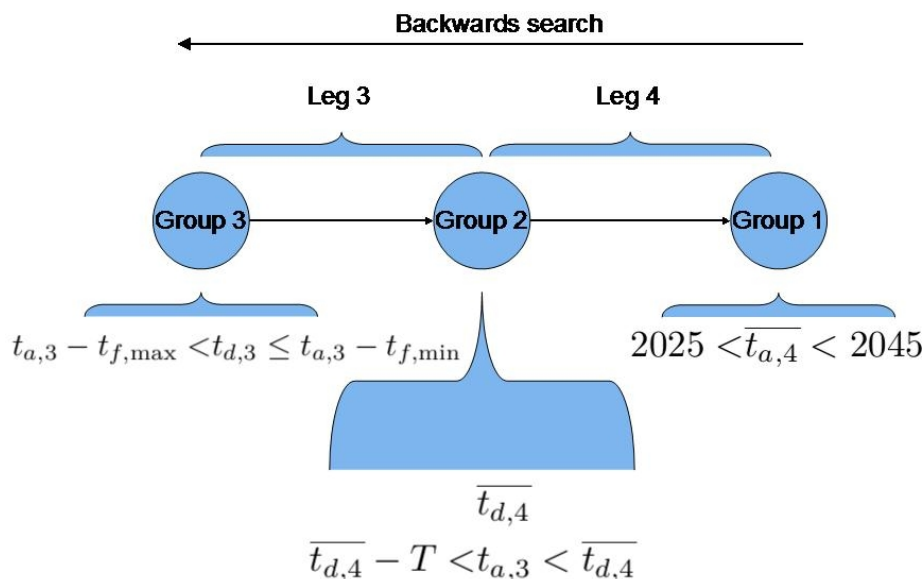 Backwards search
Leg 3 Leg 4
Group 3 Group 2 Group 1
$t_{a,3} - t_{f,\max} < t_{d,3} \leq t_{a,3} - t_{f,\min}$ $2025 < \overline{t_{a,4}} < 2045$
$\overline{t_{d,4}}$
$\overline{t_{d,4}} - T < t_{a,3} < \overline{t_{d,4}}$